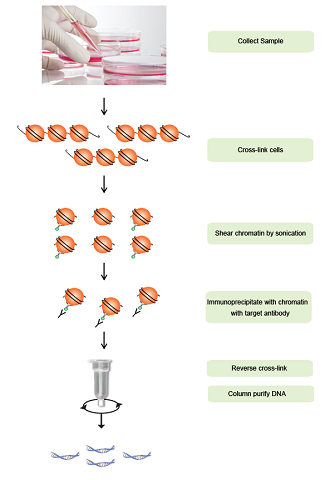 Collect Sample
Cross-link cells
Shear chromatin by sonication
Immunoprecipitate with chromatin
with target antibody
Reverse cross-link
Column purify DNA